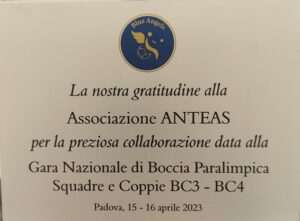 Blue Angels
La nostra gratitudine alla
Associazione ANTEAS
per la preziosa collaborazione data alla
Gara Nazionale di Boccia Paralimpica
Squadre e Coppie BC3 - BC4
Padova, 15 - 16 aprile 2023